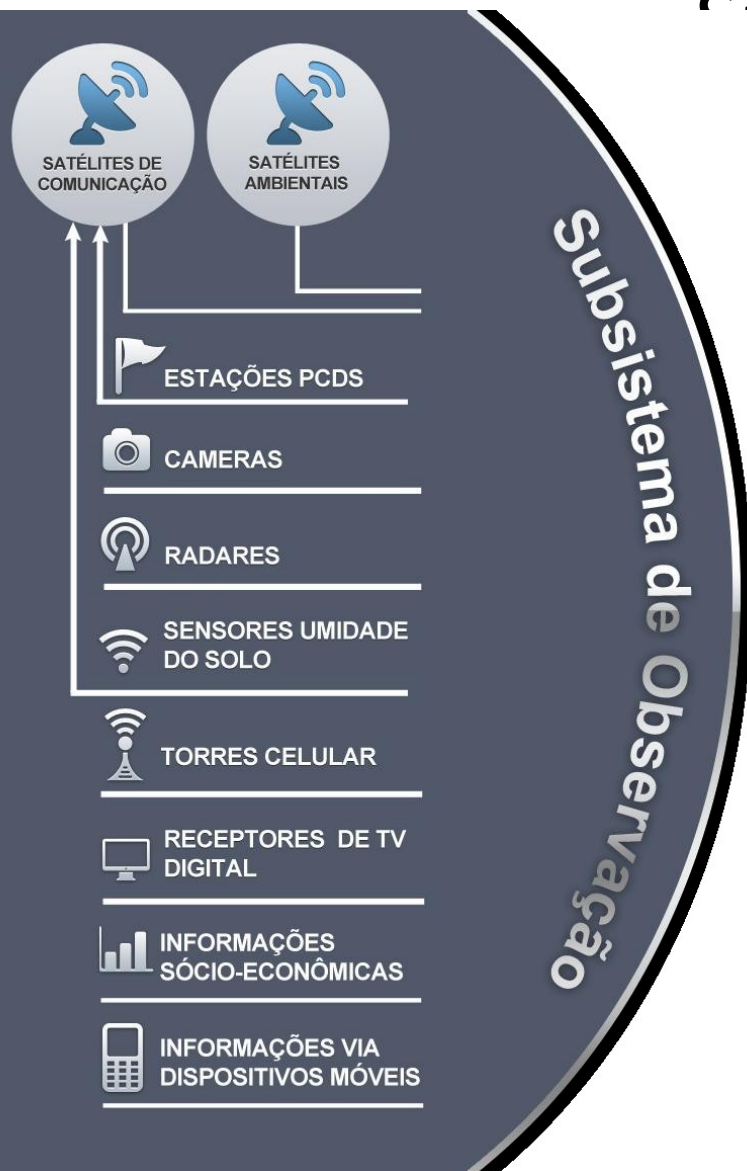 SATÉLITES DE
COMUNICAÇÃO
SATÉLITES
AMBIENTAIS
ESTAÇÕES PCDS
CAMERAS
RADARES
SENSORES UMIDADE
DO SOLO
TORRES CELULAR
RECEPTORES DE TV
DIGITAL
INFORMAÇÕES
SÓCIO-ECONÔMICAS
INFORMAÇÕES VIA
DISPOSITIVOS MÓVEIS
Subsistema de Observação